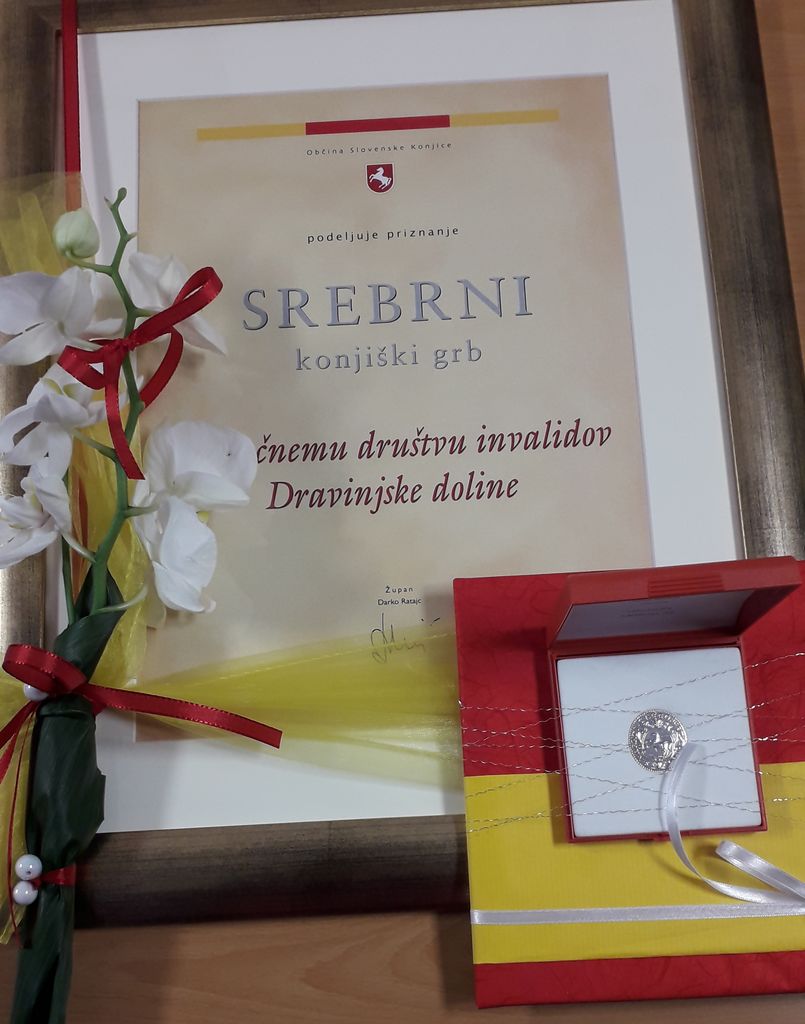 Občina Slovenske Konjice
podeljuje priznanje
SREBRNI
konjiški grb
čnemu društvu invalidov
Dravinjske doline
Župan
Darko Ratajc